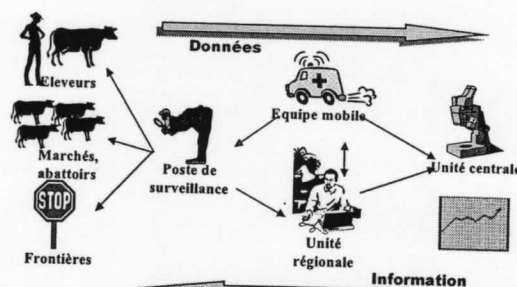 Données
Eleveurs
Marchés,
abattoirs
STOP
Frontières
Poste de
surveillance
Equipe mobile
Unité
régionale
Unité centrale
Information